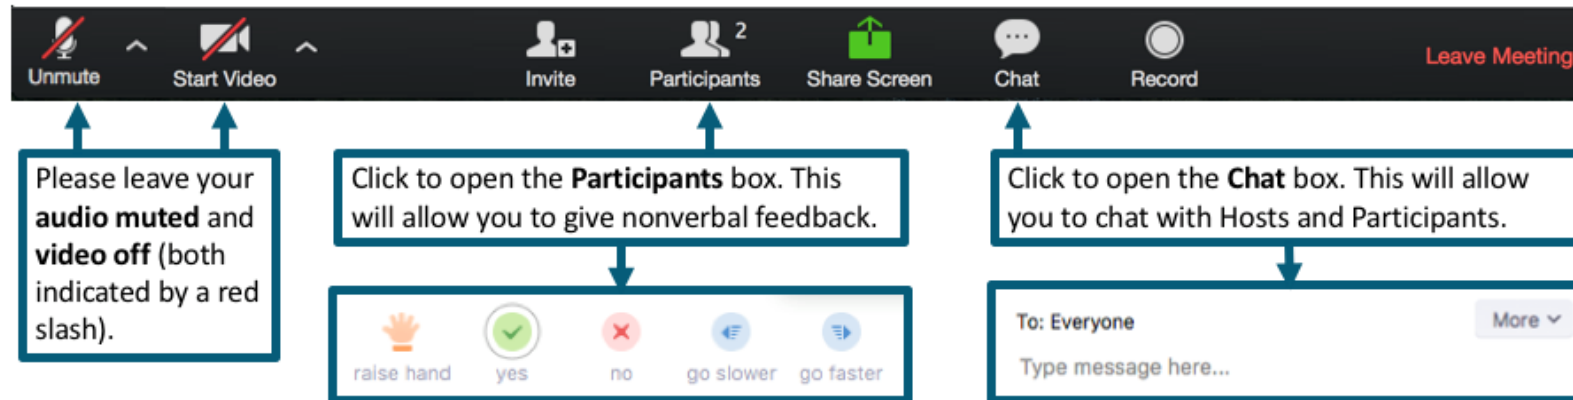 2
Unmute Start Video Invite Participants Share Screen Chat Record Leave Meeting
Please leave your
audio muted and
video off (both
indicated by a red
slash).
Click to open the Participants box. This
will allow you to give nonverbal feedback.
raise hand yes no go slower go faster
Click to open the Chat box. This will allow
you to chat with Hosts and Participants.
To: Everyone More
Type message here...